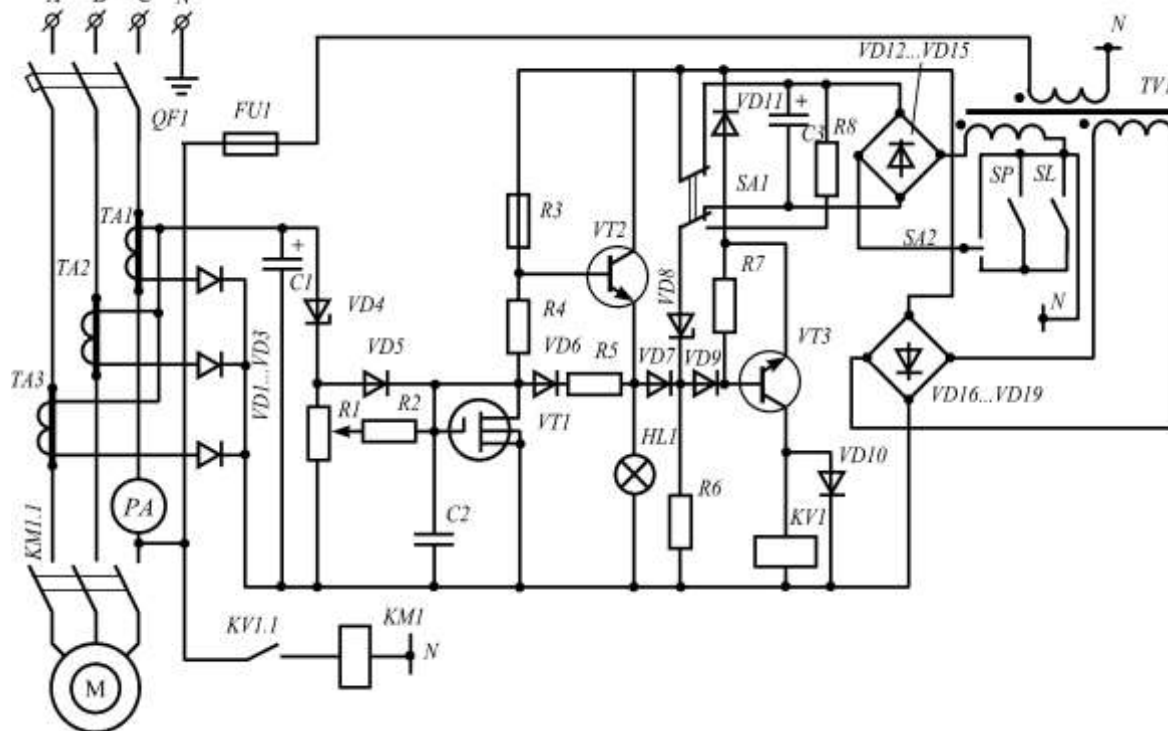 A B C N
N
VD12...VD15
TV1
QF1
FU1
VD11
+
C3
R8
SP
SL
SA1
SA2
TA1
R3
VT2
TA2
+
C1
R7
VD8
N
VD4
R4
VT3
VD5
VD6
R5
VD7
VD9
TA3
VD1...VD3
R1
R2
VT1
VD16...VD19
HL1
VD10
PA
C2
R6
KV1
KM1.1
KV1.1
KM1
N
M